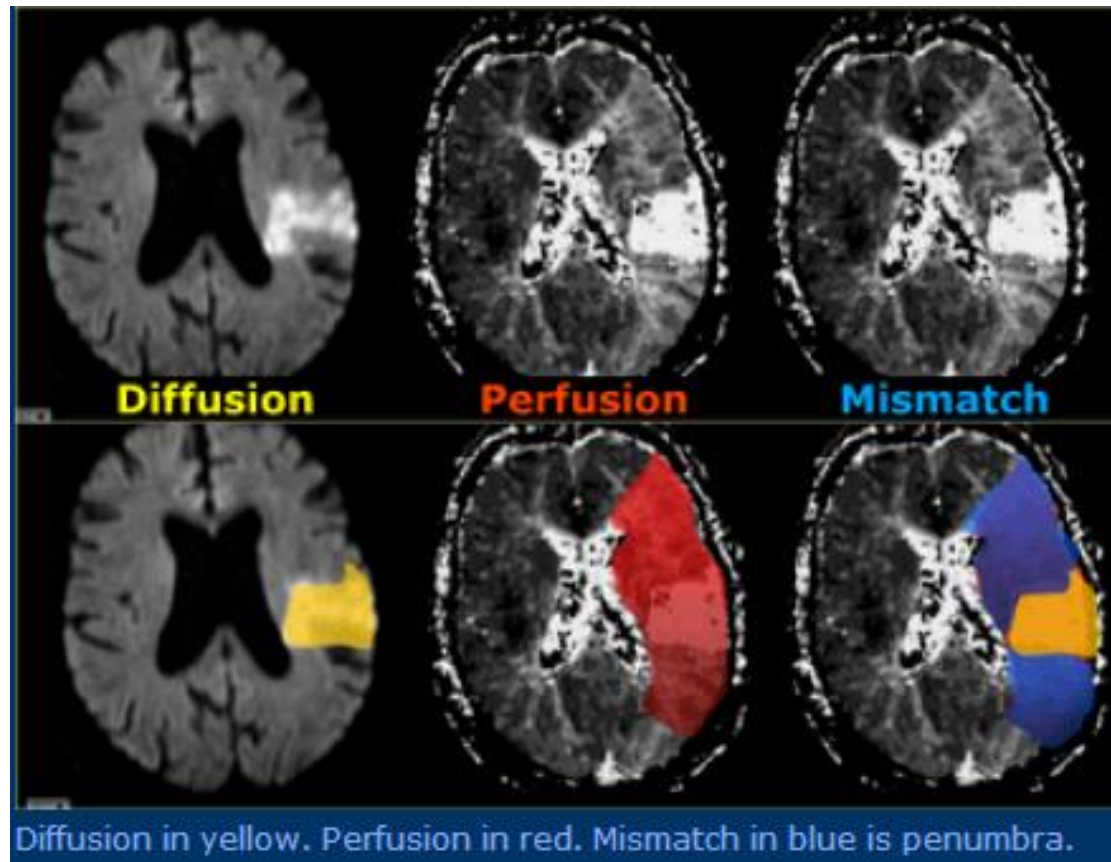 Diffusion
Perfusion
Mismatch
Diffusion in yellow. Perfusion in red. Mismatch in blue is penumbra.